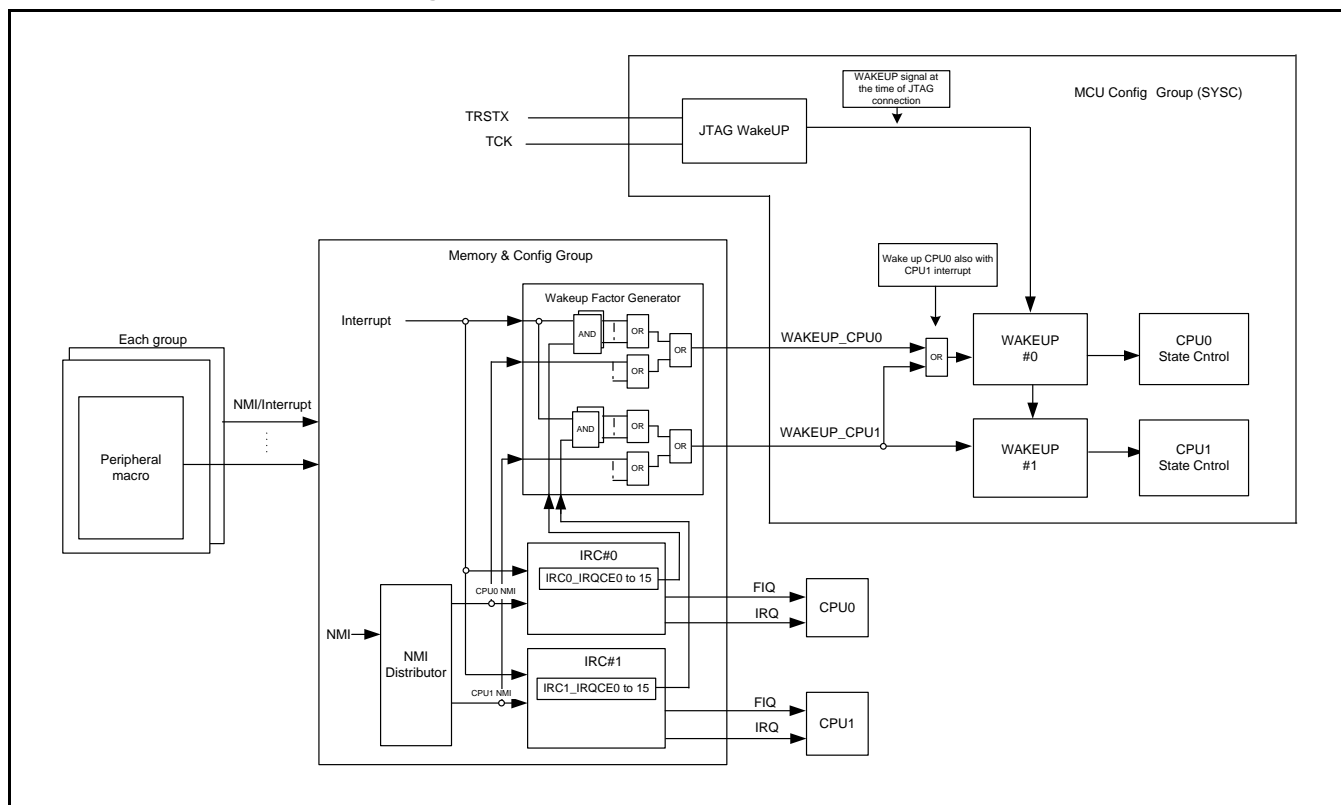 WAKEUP signal at
the time of JTAG
connection
MCU Config Group (SYSC)
TRSTX
TCK
JTAG WakeUP
Wake up CPU0 also with
CPU1 interrupt
Memory & Config Group
Wakeup Factor Generator
Interrupt
AND
OR
OR
OR
WAKEUP_CPU0
OR
WAKEUP
#0
CPU0
State Cntrol
Each group
NMI/Interrupt
Peripheral
macro
AND
OR
OR
OR
WAKEUP_CPU1
WAKEUP
#1
CPU1
State Cntrol
IRC#0
IRC0_IRQCE0 to 15
CPU0 NMI
FIQ
IRQ
CPU0
NMI
NMI
Distributor
IRC#1
IRC1_IRQCE0 to 15
CPU1 NMI
FIQ
IRQ
CPU1